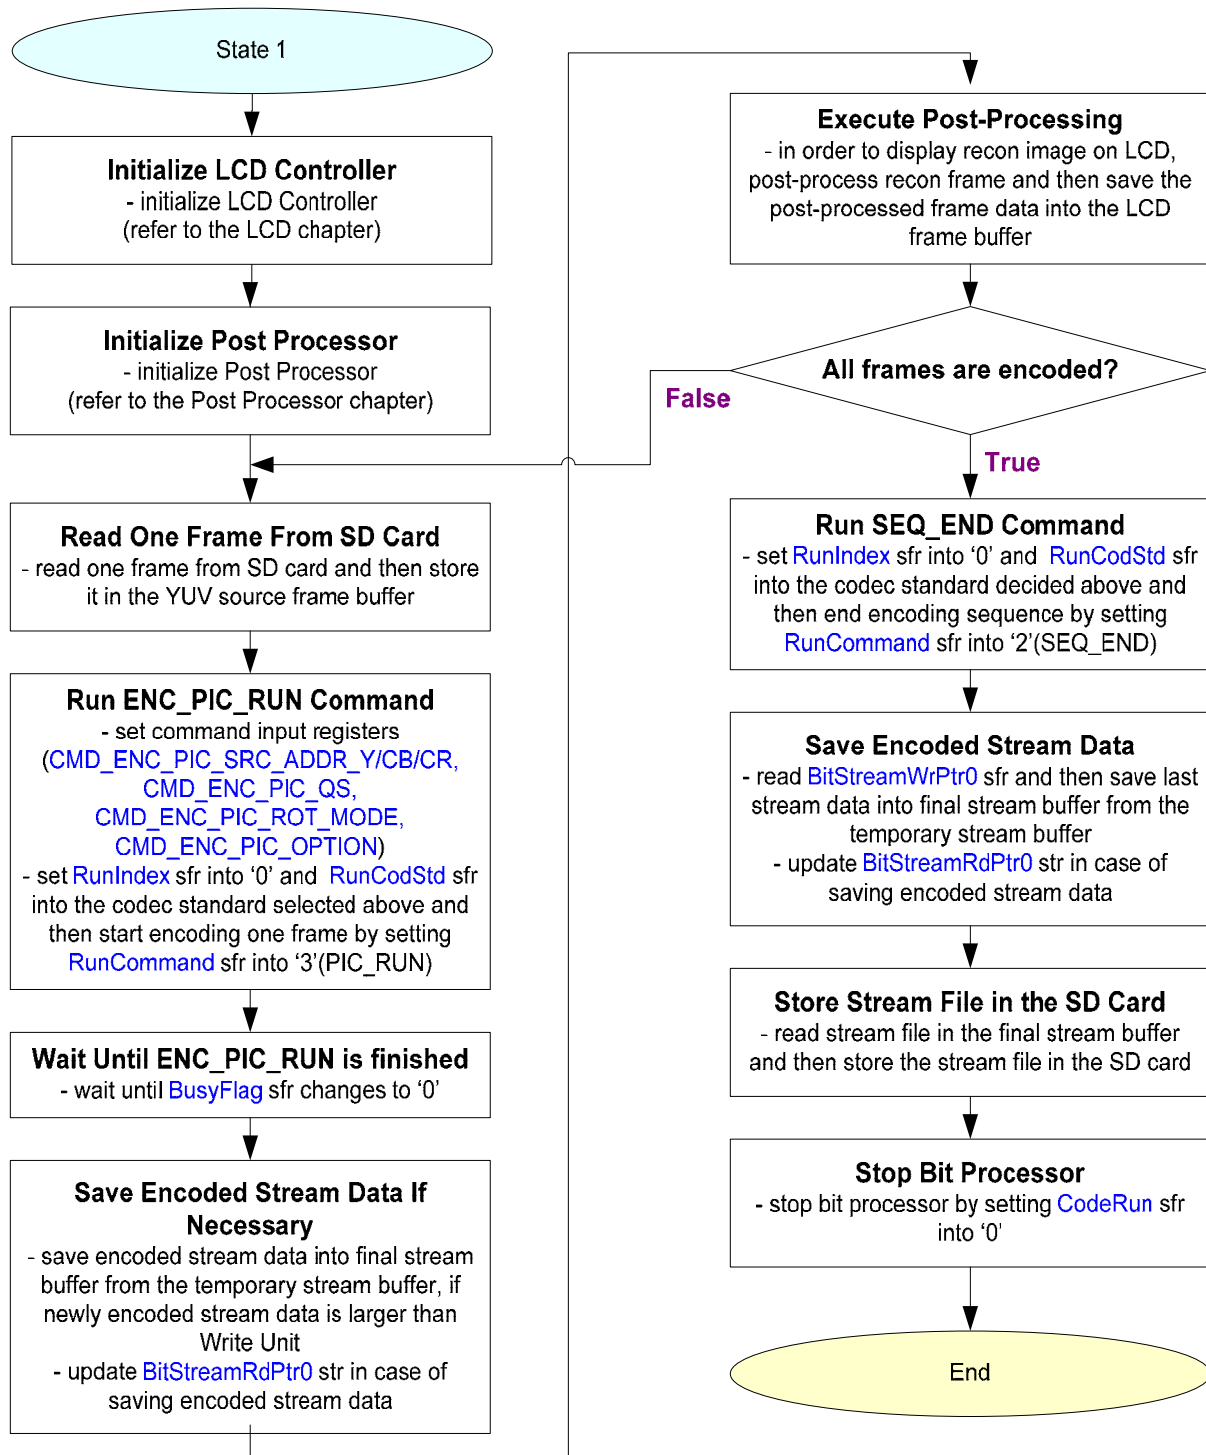 State 1
Initialize LCD Controller
- initialize LCD Controller
(refer to the LCD chapter)
Initialize Post Processor
- initialize Post Processor
(refer to the Post Processor chapter)
Read One Frame From SD Card
- read one frame from SD card and then store
it in the YUV source frame buffer
Run ENC_PIC_RUN Command
- set command input registers
(CMD_ENC_PIC_SRC_ADDR_Y/CB/CR,
CMD_ENC_PIC_QS,
CMD_ENC_PIC_ROT_MODE,
CMD_ENC_PIC_OPTION)
- set RunIndex sfr into ‘0’ and RunCodStd sfr
into the codec standard selected above and
then start encoding one frame by setting
RunCommand sfr into ‘3’(PIC_RUN)
Wait Until ENC_PIC_RUN is finished
- wait until BusyFlag sfr changes to ‘0’
Save Encoded Stream Data If
Necessary
- save encoded stream data into final stream
buffer from the temporary stream buffer, if
newly encoded stream data is larger than
Write Unit
- update BitStreamRdPtr0 str in case of
saving encoded stream data
Execute Post-Processing
- in order to display recon image on LCD,
post-process recon frame and then save the
post-processed frame data into the LCD
frame buffer
All frames are encoded?
False
True
Run SEQ_END Command
- set RunIndex sfr into ‘0’ and RunCodStd sfr
into the codec standard decided above and
then end encoding sequence by setting
RunCommand sfr into ‘2’(SEQ_END)
Save Encoded Stream Data
- read BitStreamWrPtr0 sfr and then save last
stream data into final stream buffer from the
temporary stream buffer
- update BitStreamRdPtr0 str in case of
saving encoded stream data
Store Stream File in the SD Card
- read stream file in the final stream buffer
and then store the stream file in the SD card
Stop Bit Processor
- stop bit processor by setting CodeRun sfr
into ‘0’
End